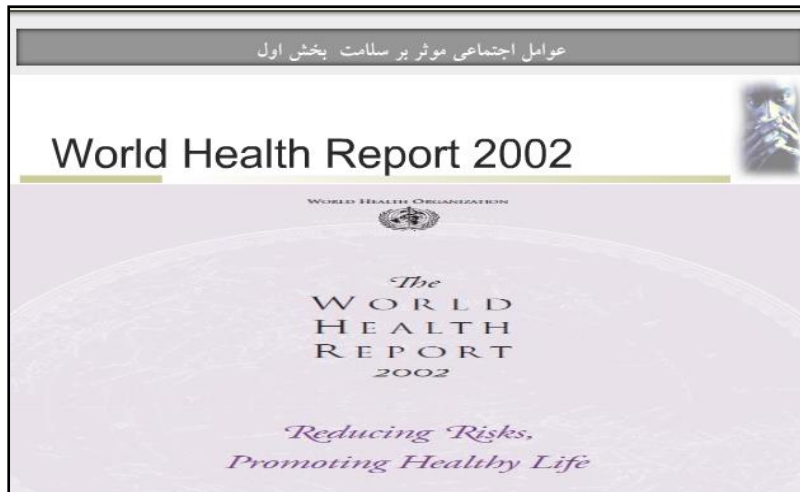 عوامل اجتماعی موثر بر سلامت بخش اول
World Health Report 2002
WORLD HEALTH ORGANIZATION
The
WORLD
HEALTH
REPORT
2002
Reducing Risks,
Promoting Healthy Life